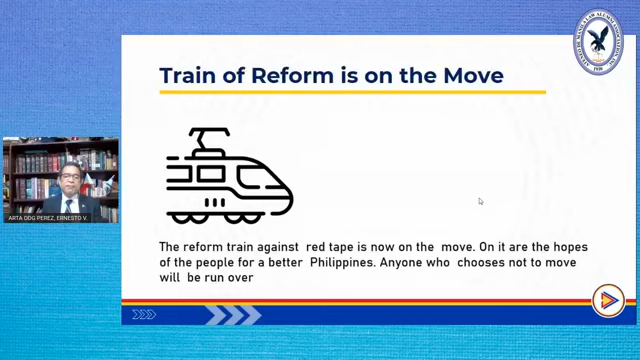 Train of Reform is on the Move
ARTA ODG PEREZ, ERNESTO V.
The reform train against red tape is now on the move. On it are the hopes
of the people for a better Philippines. Anyone who chooses not to move
will be run over